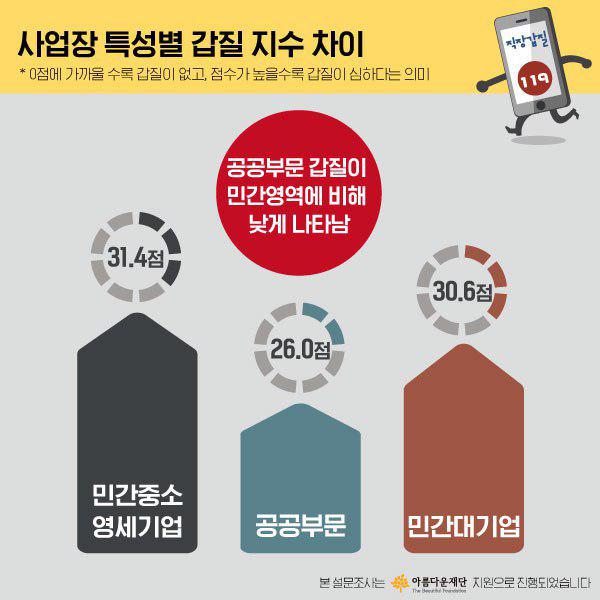 사업장 특성별 갑질 지수 차이
* 0점에 가까울 수록 갑질이 없고, 점수가 높을수록 갑질이 심하다는 의미
직장갑질
119
공공부문 갑질이
민간영역에 비해
낮게 나타남
31.4점
26.0점
30.6점
민간중소
영세기업
공공부문
민간대기업
본 설문조사는 아름다운재단 지원으로 진행되었습니다
The Beautiful Foundation